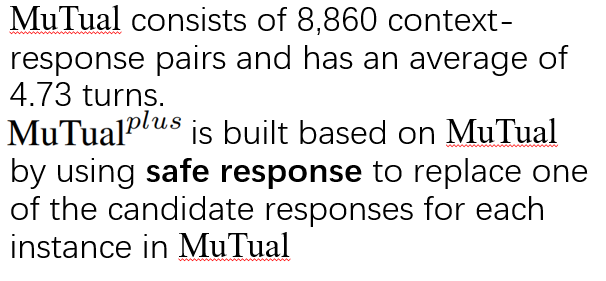 MuTual consists of 8,860 context-
response pairs and has an average of
4.73 turns.
MuTual^plus is built based on MuTual
by using safe response to replace one
of the candidate responses for each
instance in MuTual